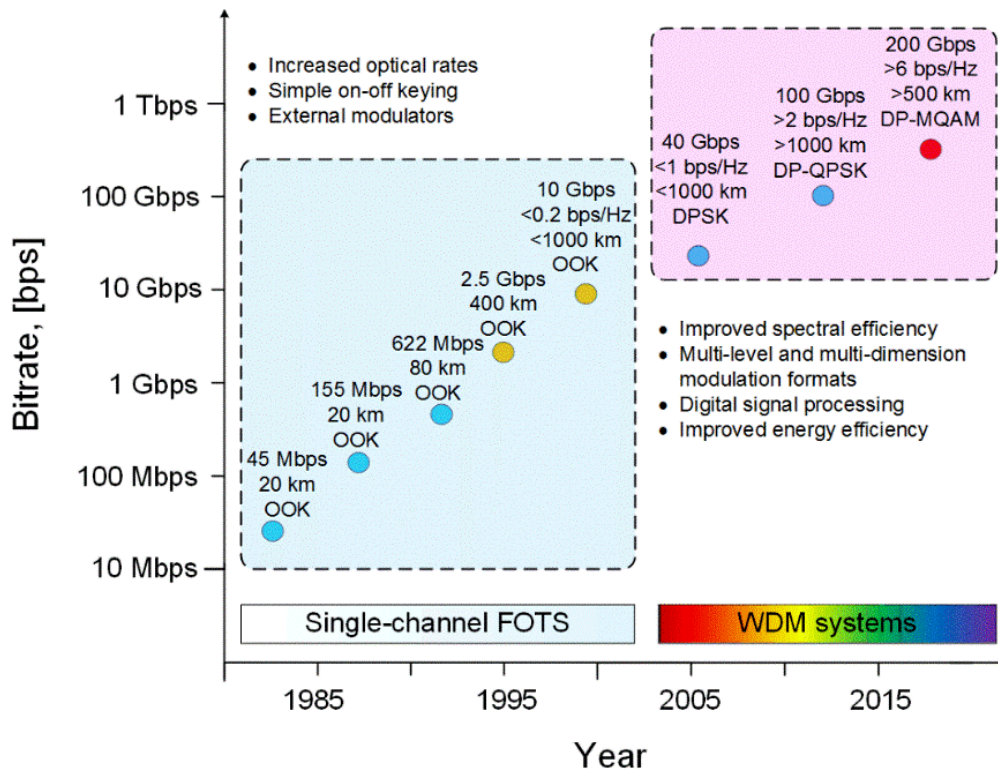 ● Increased optical rates
● Simple on-off keying
● External modulators
200 Gbps
>6 bps/Hz
>500 km
DP-MQAM
100 Gbps
>2 bps/Hz
>1000 km
DP-QPSK
40 Gbps
<1 bps/Hz
<1000 km
DPSK
10 Gbps
<0.2 bps/Hz
<1000 km
OOK
2.5 Gbps
400 km
OOK
622 Mbps
80 km
OOK
155 Mbps
20 km
OOK
45 Mbps
20 km
OOK
● Improved spectral efficiency
● Multi-level and multi-dimension
modulation formats
● Digital signal processing
● Improved energy efficiency
Bitrate, [bps]
1 Tbps
100 Gbps
10 Gbps
1 Gbps
100 Mbps
10 Mbps
Single-channel FOTS
WDM systems
1985
1995
2005
2015
Year